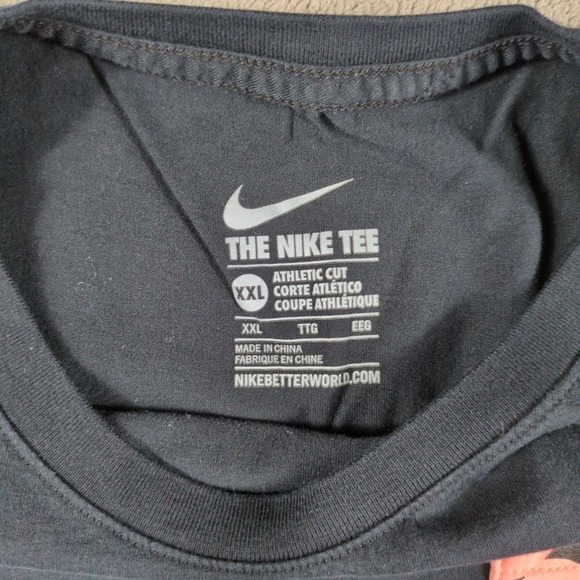 THE NIKE TEE
XXL
ATHLETIC CUT
CORTE ATLÉTICO
COUPE ATHLÉTIQUE
XXL TTG EEG
MADE IN CHINA
FABRIQUE EN CHINE
NIKEBETTERWORLD.COM